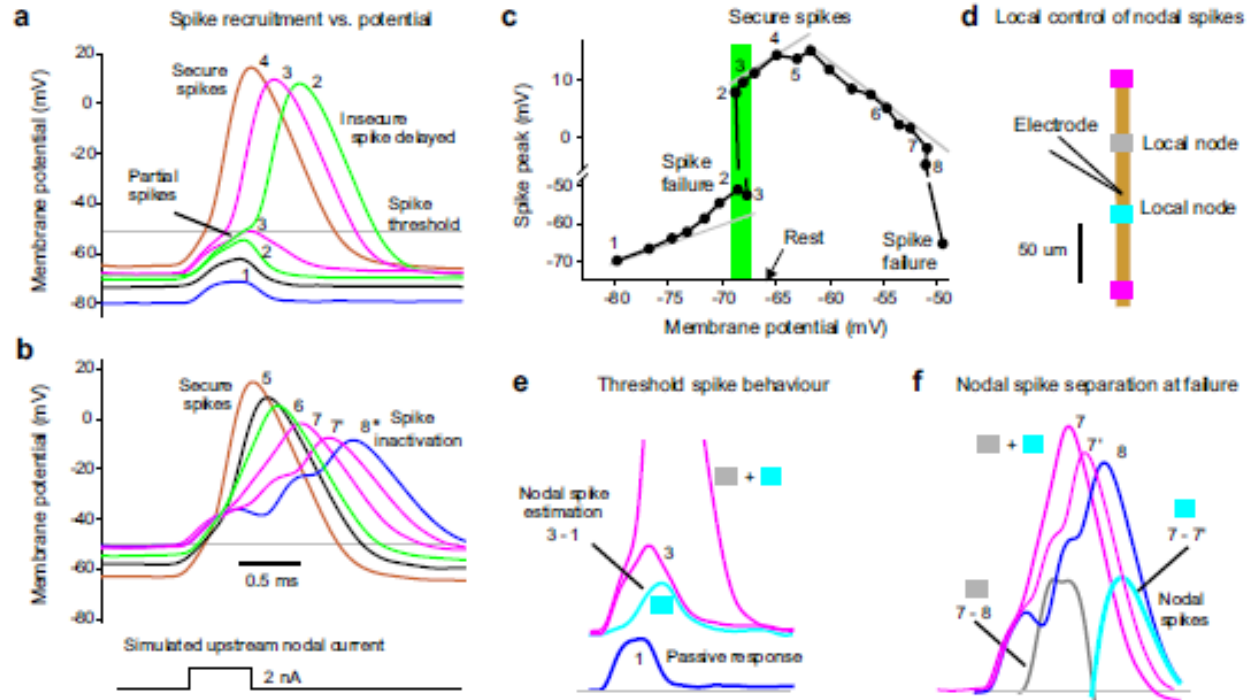 a
Spike recruitment vs. potential
20
0
-20
-40
-60
-80
Membrane potential (mV)
Secure
spikes
4
3
2
Insecure
spike delayed
Partial
spikes
Spike
threshold
3
2
1
b
20
0
-20
-40
-60
-80
Membrane potential (mV)
Secure
spikes
5
6
7
7'
8*
Spike
inactivation
0.5 ms
Simulated upstream nodal current
2 nA
c
Secure spikes
10
0
-50
-60
-70
Spike peak (mV)
4
3
2
5
6
7
8
Spike
failure
2
3
1
Rest
Spike
failure
-80
-75
-70
-65
-60
-55
-50
Membrane potential (mV)
d
Local control of nodal spikes
Electrode
Local node
Local node
50 um
e
Threshold spike behaviour
+
Nodal spike
estimation
3 - 1
3
1
Passive response
f
Nodal spike separation at failure
+
7
7'
8
7 - 7'
7 - 8
Nodal
spikes